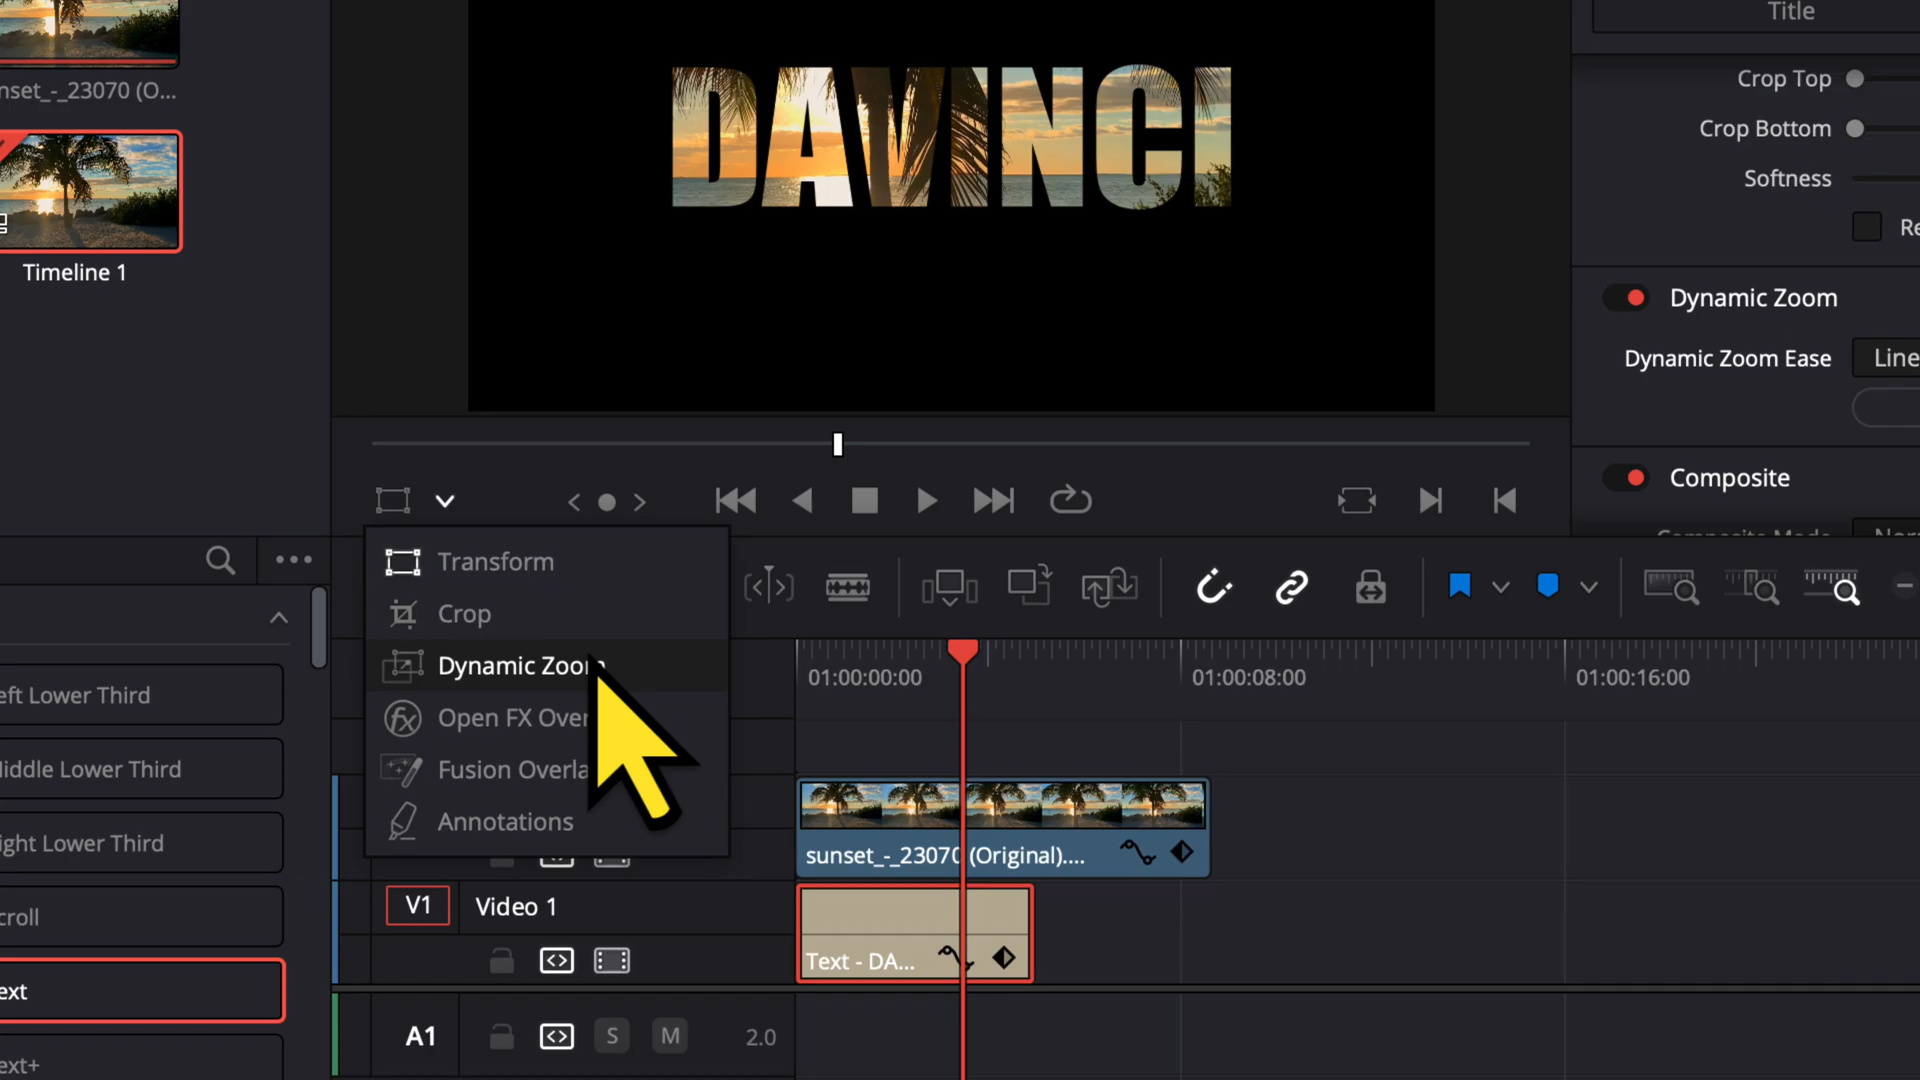 Title
DAVINCI
Crop Top
nset_-_23070 (O...
Crop Bottom
Softness
Re
Timeline 1
Dynamic Zoom
Dynamic Zoom Ease
Line
Composite
Transform
Crop
Dynamic Zoom
Open FX Over
Fusion Overla
Annotations
01:00:00:00
01:00:08:00
01:00:16:00
eft Lower Third
iddle Lower Third
ight Lower Third
croll
ext
ext+
sunset_-_23070 (Original)....
V1
Video 1
Text - DA...
A1
S
M
2.0